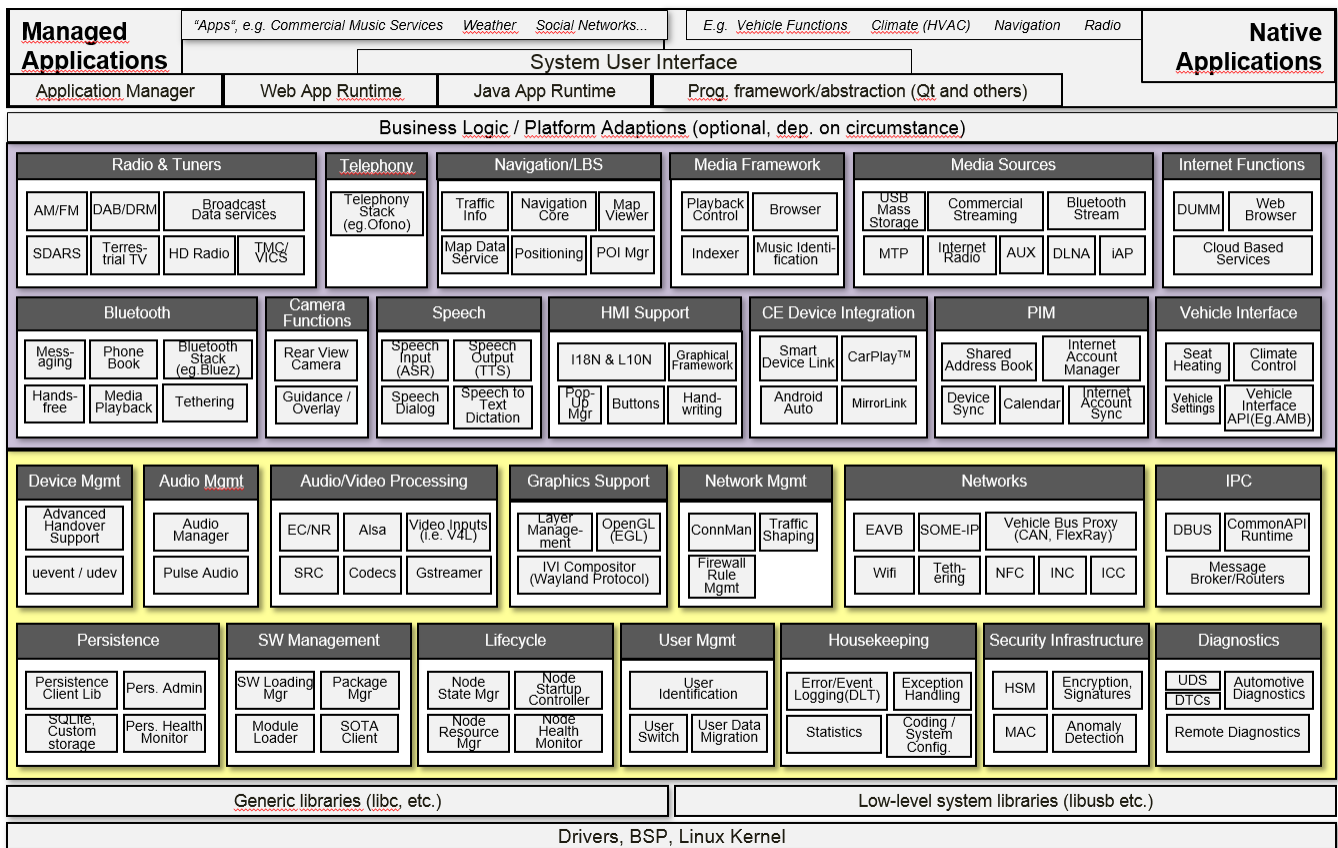 Managed
Applications
"Apps", e.g. Commercial Music Services Weather Social Networks...
E.g. Vehicle Functions Climate (HVAC) Navigation Radio
Native
Applications
System User Interface
Application Manager
Web App Runtime
Java App Runtime
Prog. framework/abstraction (Qt and others)
Business Logic / Platform Adaptions (optional, dep. on circumstance)
Radio & Tuners
AM/FM
DAB/DRM
Broadcast
Data services
SDARS
Terres-
trial TV
HD Radio
TMC/
VICS
Telephony
Telephony
Stack
(eg.Ofono)
Navigation/LBS
Traffic
Info
Navigation
Core
Map
Viewer
Map Data
Service
Positioning
POI Mgr
Media Framework
Playback
Control
Browser
Indexer
Music Identi-
fication
Media Sources
USB
Mass
Storage
Commercial
Streaming
Bluetooth
Stream
MTP
Internet
Radio
AUX
DLNA
iAP
Internet Functions
DUMM
Web
Browser
Cloud Based
Services
Bluetooth
Mess-
aging
Phone
Book
Bluetooth
Stack
(eg.Bluez)
Hands-
free
Media
Playback
Tethering
Camera
Functions
Rear View
Camera
Guidance /
Overlay
Speech
Speech
Input
(ASR)
Speech
Output
(TTS)
Speech
Dialog
Speech to
Text
Dictation
HMI Support
I18N & L10N
Graphical
Framework
Pop-
Up
Mgr
Buttons
Hand-
writing
CE Device Integration
Smart
Device Link
CarPlay™
Android
Auto
MirrorLink
PIM
Shared
Address Book
Internet
Account
Manager
Device
Sync
Calendar
Internet
Account
Sync
Vehicle Interface
Seat
Heating
Climate
Control
Vehicle
Settings
Vehicle
Interface
API(Eg.AMB)
Device Mgmt
Advanced
Handover
Support
uevent / udev
Audio Mgmt
Audio
Manager
Pulse Audio
Audio/Video Processing
EC/NR
Alsa
Video Inputs
(i.e. V4L)
SRC
Codecs
Gstreamer
Graphics Support
Layer
Manage-
ment
OpenGL
(EGL)
IVI Compositor
(Wayland Protocol)
Network Mgmt
ConnMan
Traffic
Shaping
Firewall
Rule
Mgmt
Networks
EAVB
SOME-IP
Vehicle Bus Proxy
(CAN, FlexRay)
Wifi
Teth-
ering
NFC
INC
ICC
IPC
DBUS
CommonAPI
Runtime
Message
Broker/Routers
Persistence
Persistence
Client Lib
Pers. Admin
SQLite,
Custom
storage
Pers. Health
Monitor
SW Management
SW Loading
Mgr
Package
Mgr
Module
Loader
SOTA
Client
Lifecycle
Node
State Mgr
Node
Startup
Controller
Node
Resource
Mgr
Node
Health
Monitor
User Mgmt
User
Identification
User
Switch
User Data
Migration
Housekeeping
Error/Event
Logging(DLT)
Exception
Handling
Statistics
Coding /
System
Config.
Security Infrastructure
HSM
Encryption,
Signatures
MAC
Anomaly
Detection
Diagnostics
UDS
DTCs
Automotive
Diagnostics
Remote Diagnostics
Generic libraries (libc, etc.)
Low-level system libraries (libusb etc.)
Drivers, BSP, Linux Kernel